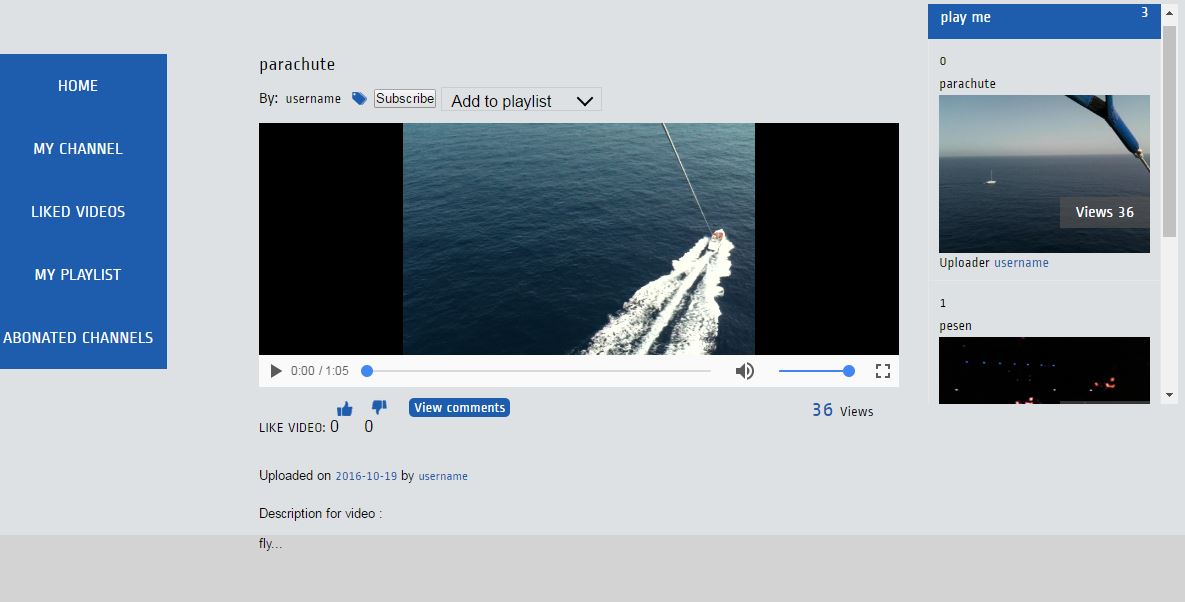 HOME
MY CHANNEL
LIKED VIDEOS
MY PLAYLIST
ABONATED CHANNELS
parachute
By: username Subscribe Add to playlist
0:00 / 1:05
View comments
LIKE VIDEO: 0 0
36 Views
Uploaded on 2016-10-19 by username
Description for video :
fly...
play me 3
0
parachute
Views 36
Uploader username
1
pesen